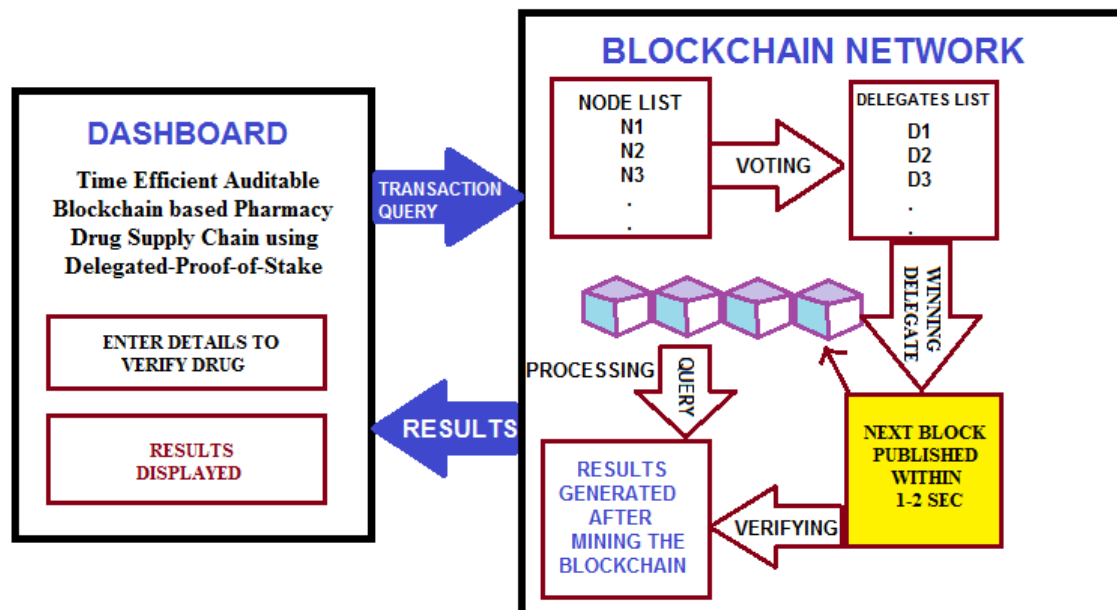 DASHBOARD
Time Efficient Auditable
Blockchain based Pharmacy
Drug Supply Chain using
Delegated-Proof-of-Stake
ENTER DETAILS TO
VERIFY DRUG
RESULTS
DISPLAYED
TRANSACTION
QUERY
RESULTS
BLOCKCHAIN NETWORK
NODE LIST
N1
N2
N3
.
.
VOTING
DELEGATES LIST
D1
D2
D3
.
.
WINNING
DELEGATE
PROCESSING
QUERY
NEXT BLOCK
PUBLISHED
WITHIN
1-2 SEC
VERIFYING
RESULTS
GENERATED
AFTER
MINING THE
BLOCKCHAIN